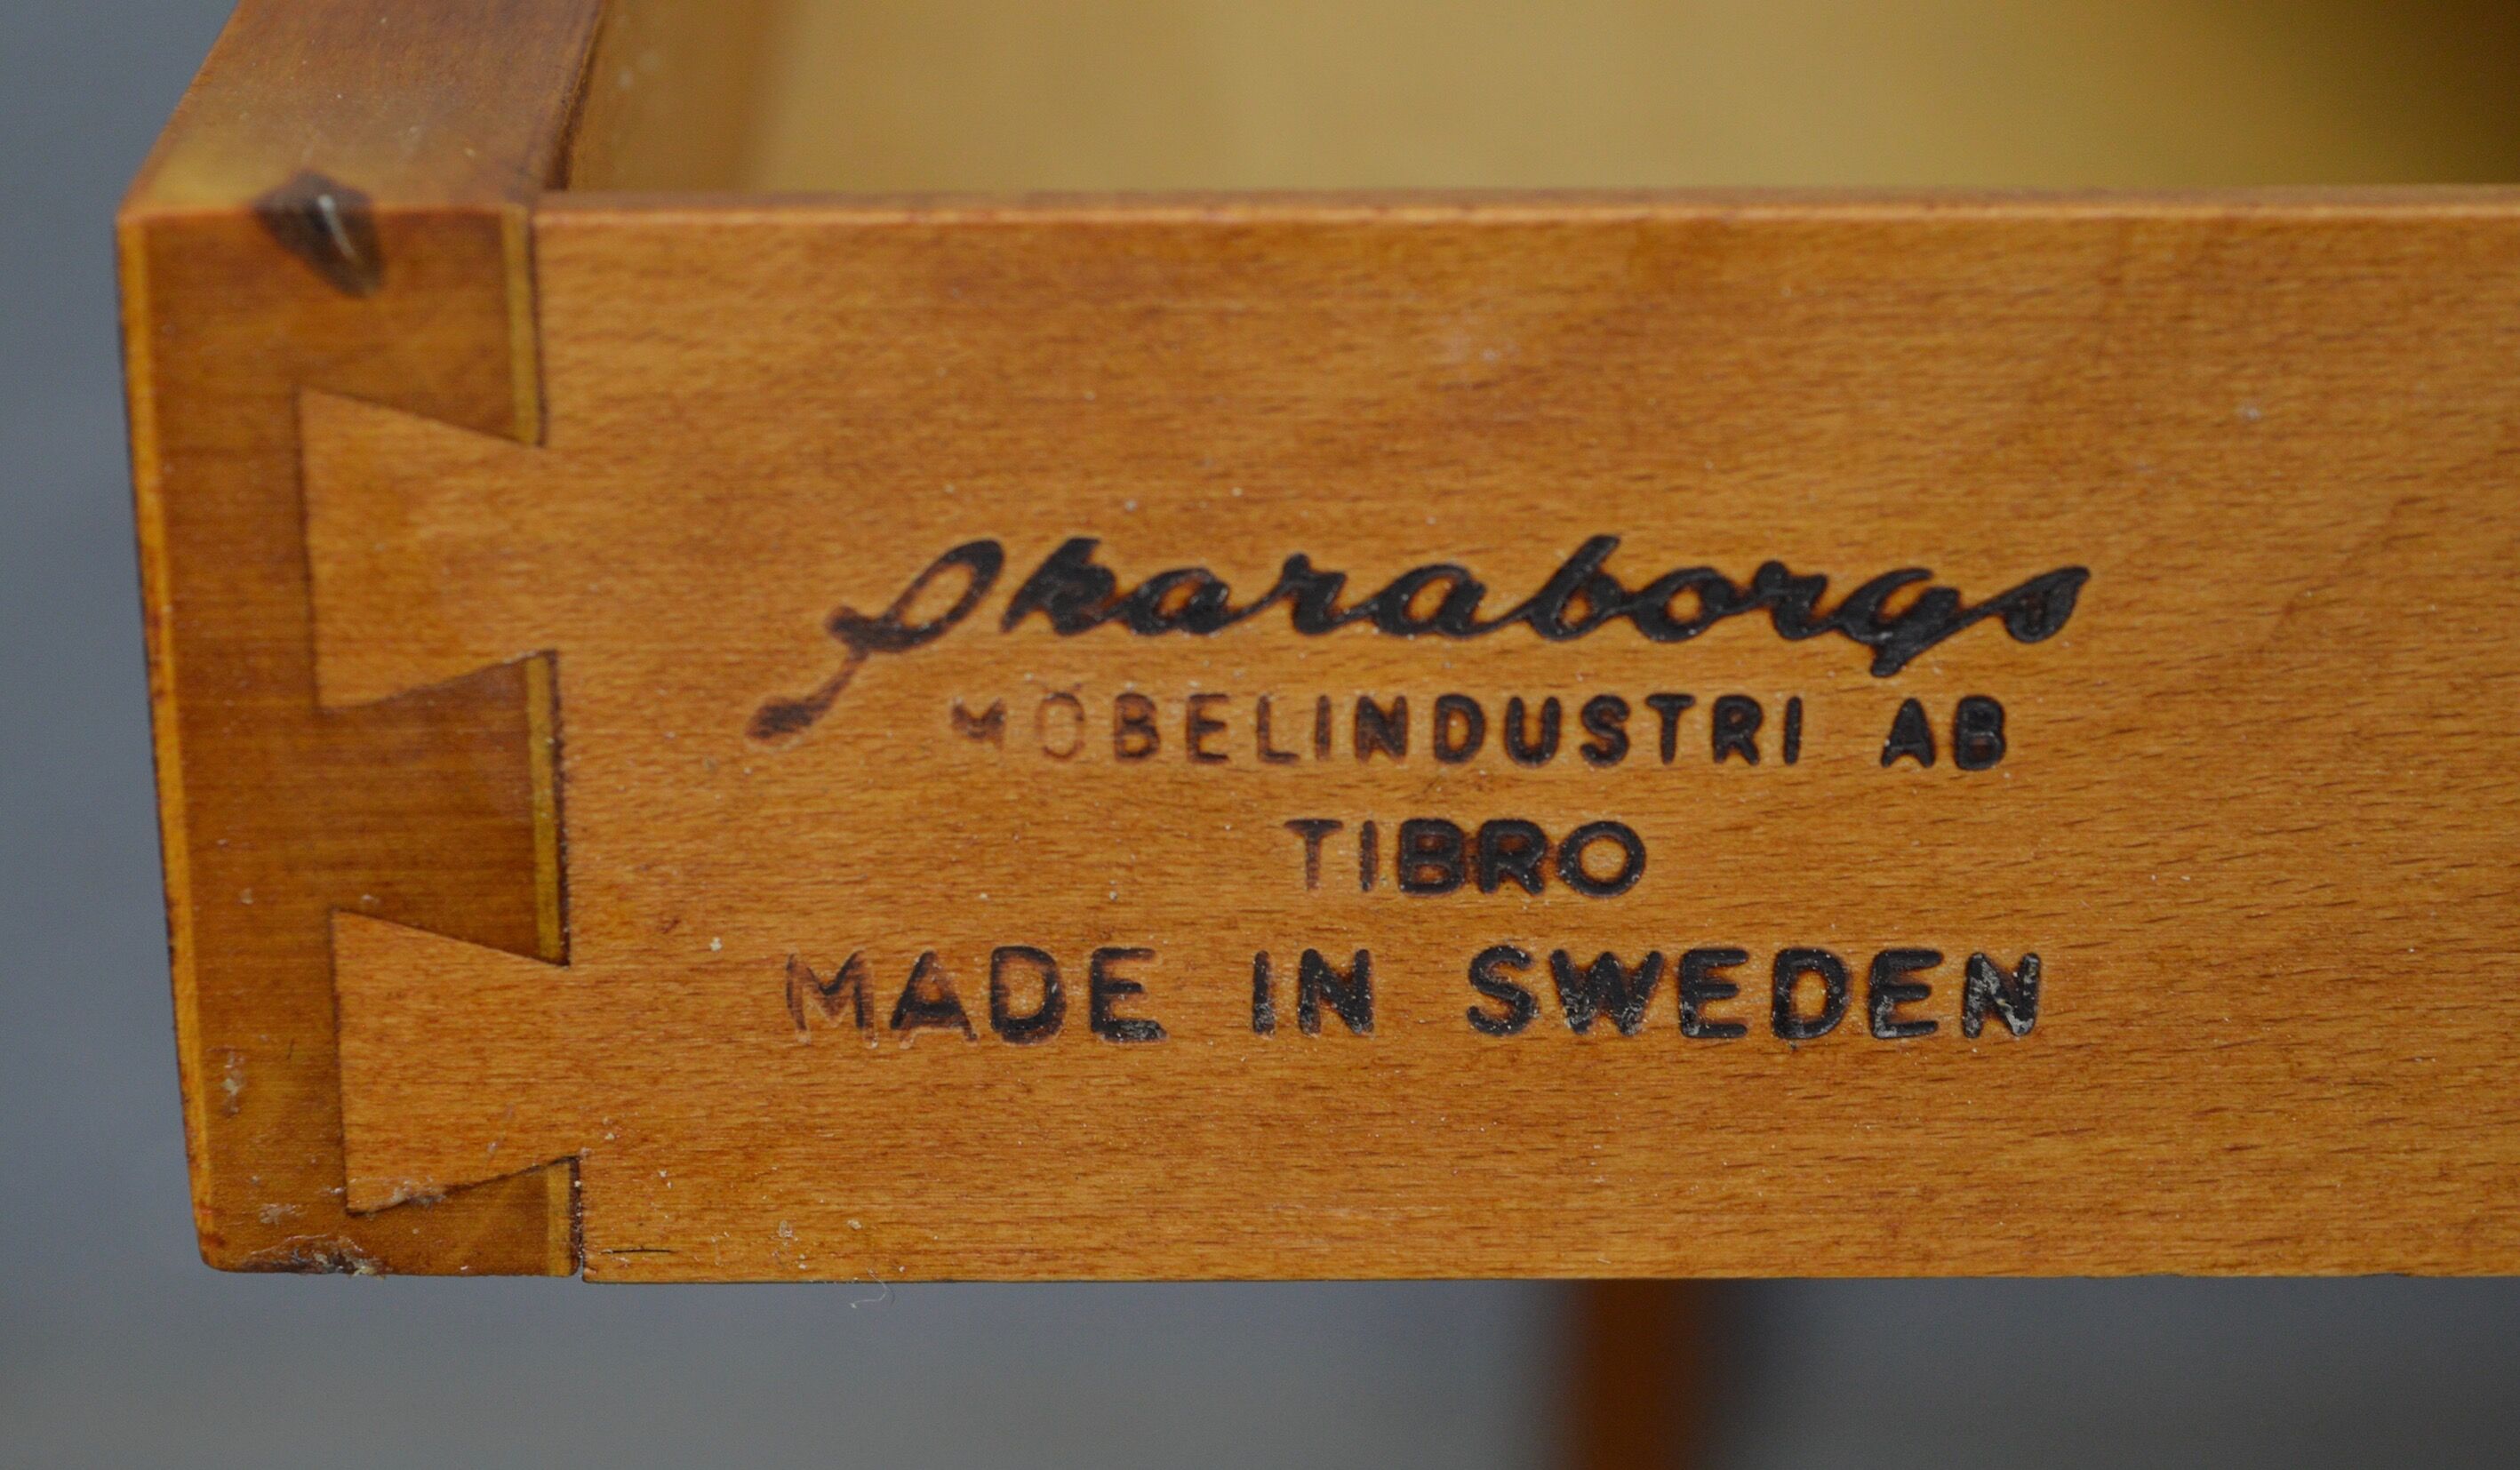 Skaraborgs
MÖBELINDUSTRI AB
TIBRO
MADE IN SWEDEN